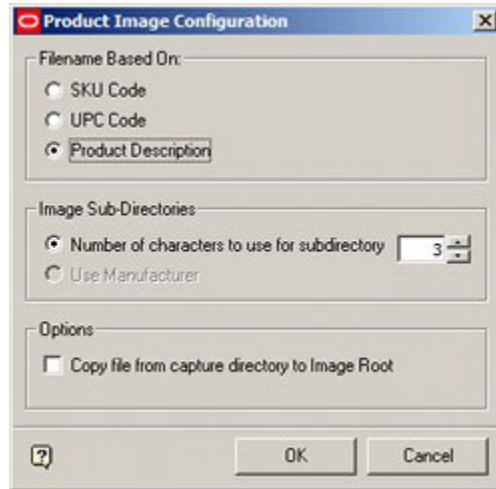 Product Image Configuration
Filename Based On:
SKU Code
UPC Code
Product Description
Image Sub-Directories
Number of characters to use for subdirectory 3
Use Manufacturer
Options
Copy file from capture directory to Image Root
? OK Cancel